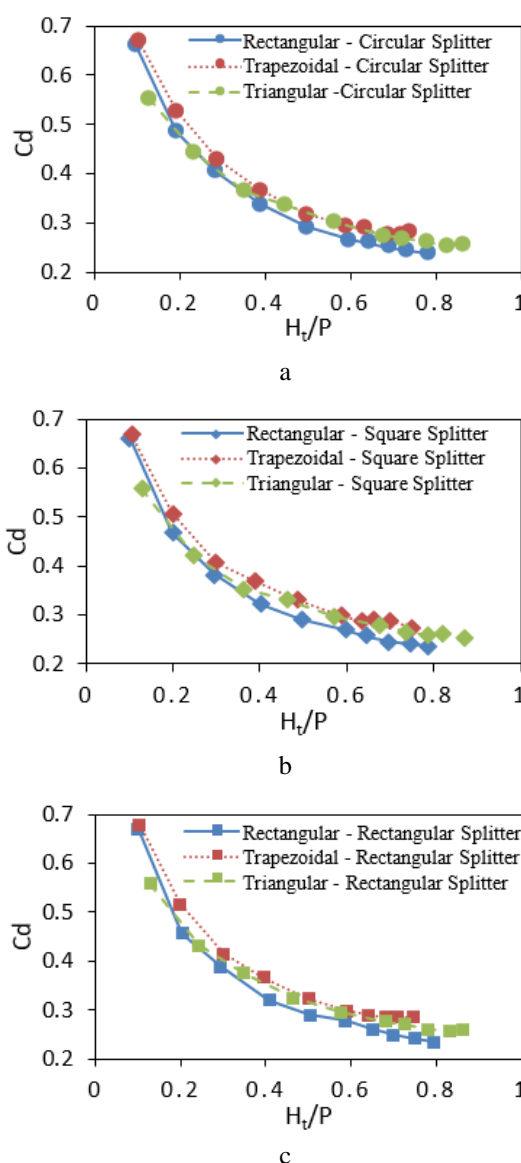 0.7
0.6
0.5
0.4
0.3
0.2
Cd
Rectangular - Circular Splitter
Trapezoidal - Circular Splitter
Triangular -Circular Splitter
0 0.2 0.4 0.6 0.8 1
Ht/P
a
0.7
0.6
0.5
0.4
0.3
0.2
Cd
Rectangular - Square Splitter
Trapezoidal - Square Splitter
Triangular - Square Splitter
0 0.2 0.4 0.6 0.8 1
Ht/P
b
0.7
0.6
0.5
0.4
0.3
0.2
Cd
Rectangular - Rectangular Splitter
Trapezoidal - Rectangular Splitter
Triangular - Rectangular Splitter
0 0.2 0.4 0.6 0.8 1
Ht/P
c